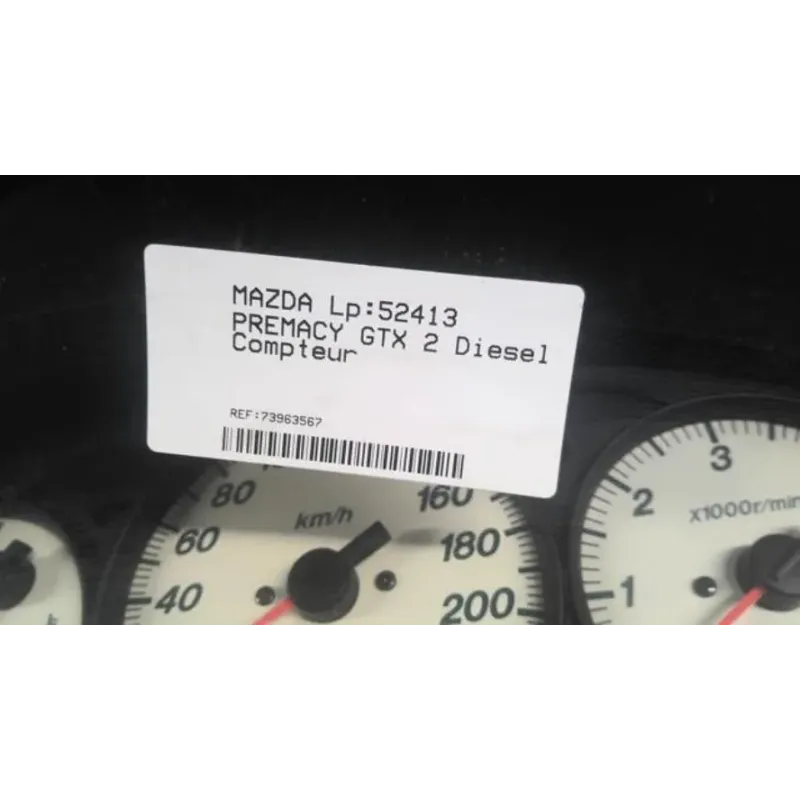 MAZDA Lp:52413
PREMACY GTX 2 Diesel
Compteur
REF:73963567
80
160
km/h
60
180
40
200
3
2
X1000r/min
1